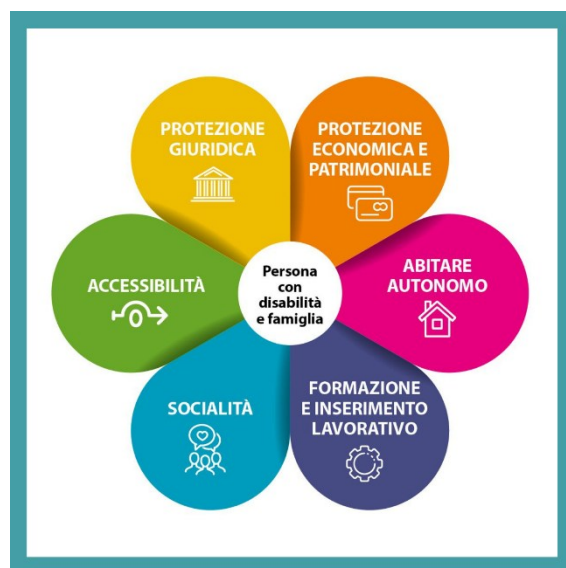 PROTEZIONE
GIURIDICA
PROTEZIONE
ECONOMICA E
PATRIMONIALE
ACCESSIBILITÀ
Persona
con
disabilità
e famiglia
ABITARE
AUTONOMO
SOCIALITÀ
FORMAZIONE
E INSERIMENTO
LAVORATIVO